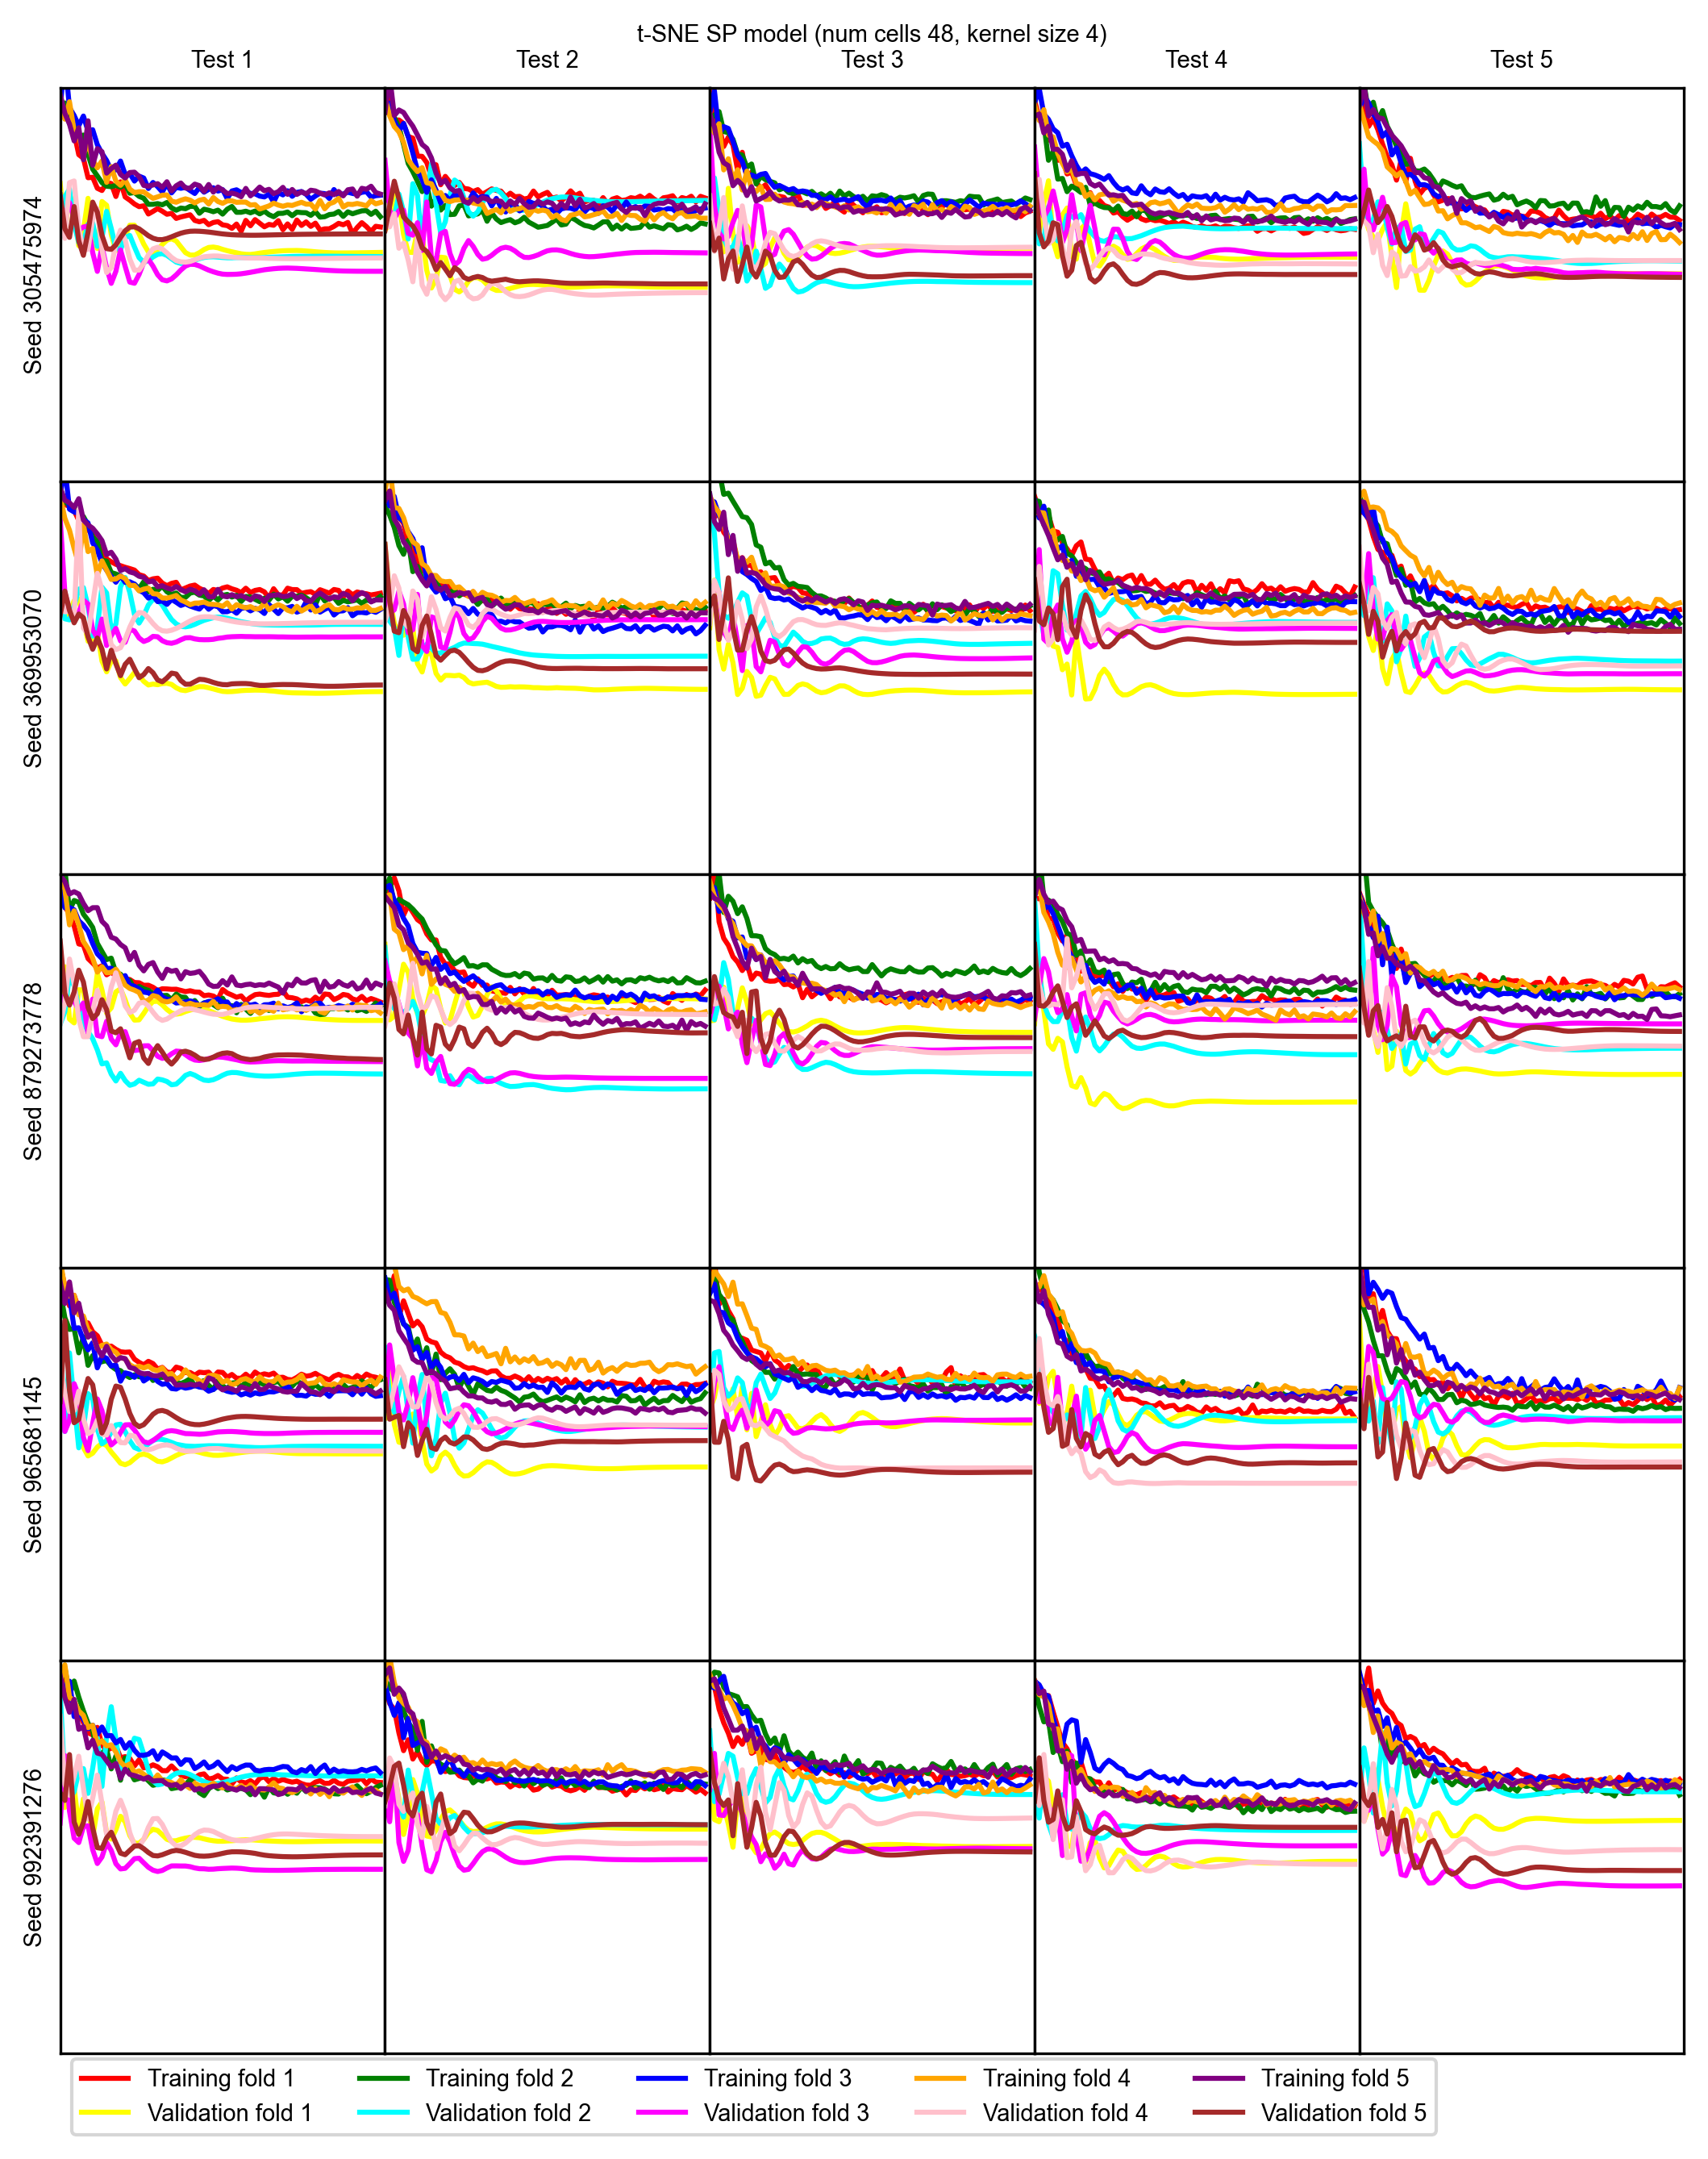 t-SNE SP model (num cells 48, kernel size 4)
Test 1 Test 2 Test 3 Test 4 Test 5
Seed 305475974
Seed 369953070
Seed 879273778
Seed 965681145
Seed 992391276
Training fold 1 Training fold 2 Training fold 3 Training fold 4 Training fold 5
Validation fold 1 Validation fold 2 Validation fold 3 Validation fold 4 Validation fold 5